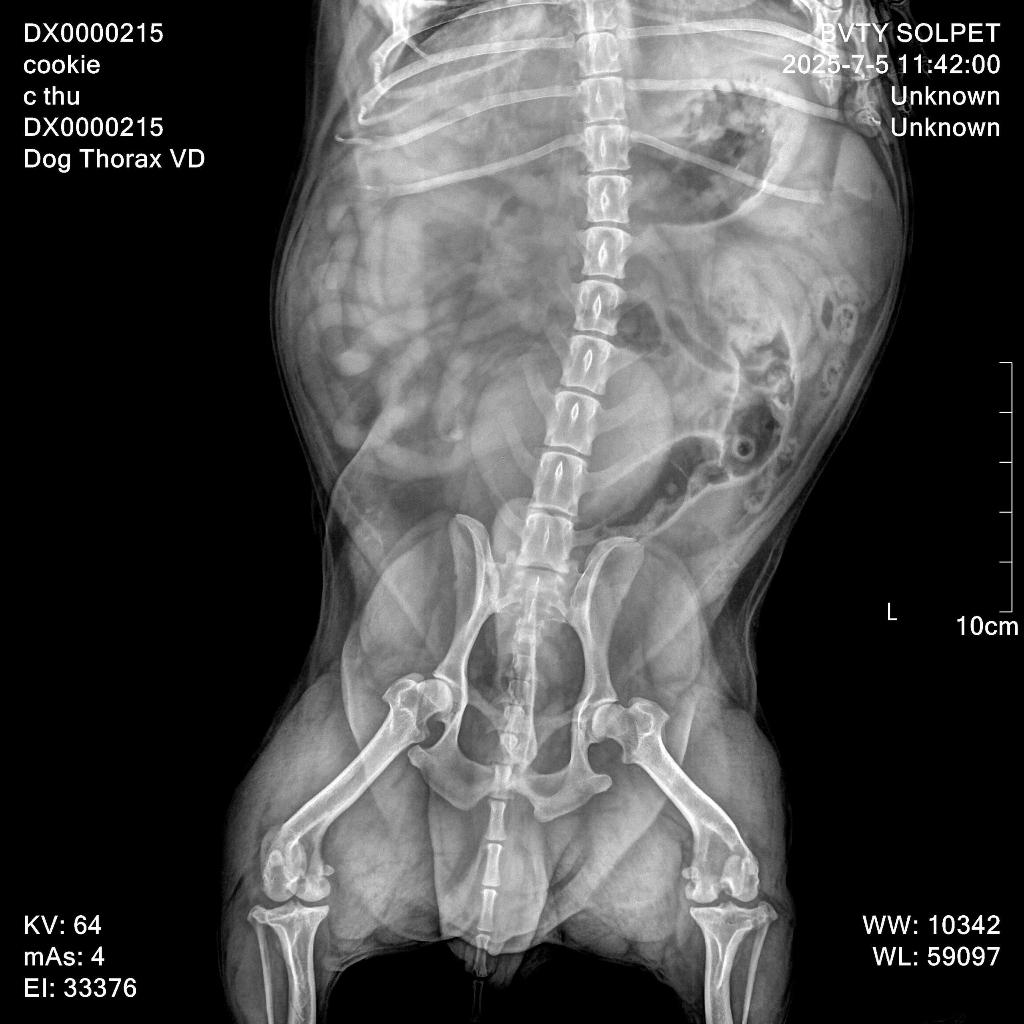 DX0000215
cookie
c thu
DX0000215
Dog Thorax VD
BVTY SOLPET
2025-7-5 11:42:00
Unknown
Unknown
L
10cm
KV: 64
mAs: 4
EI: 33376
WW: 10342
WL: 59097